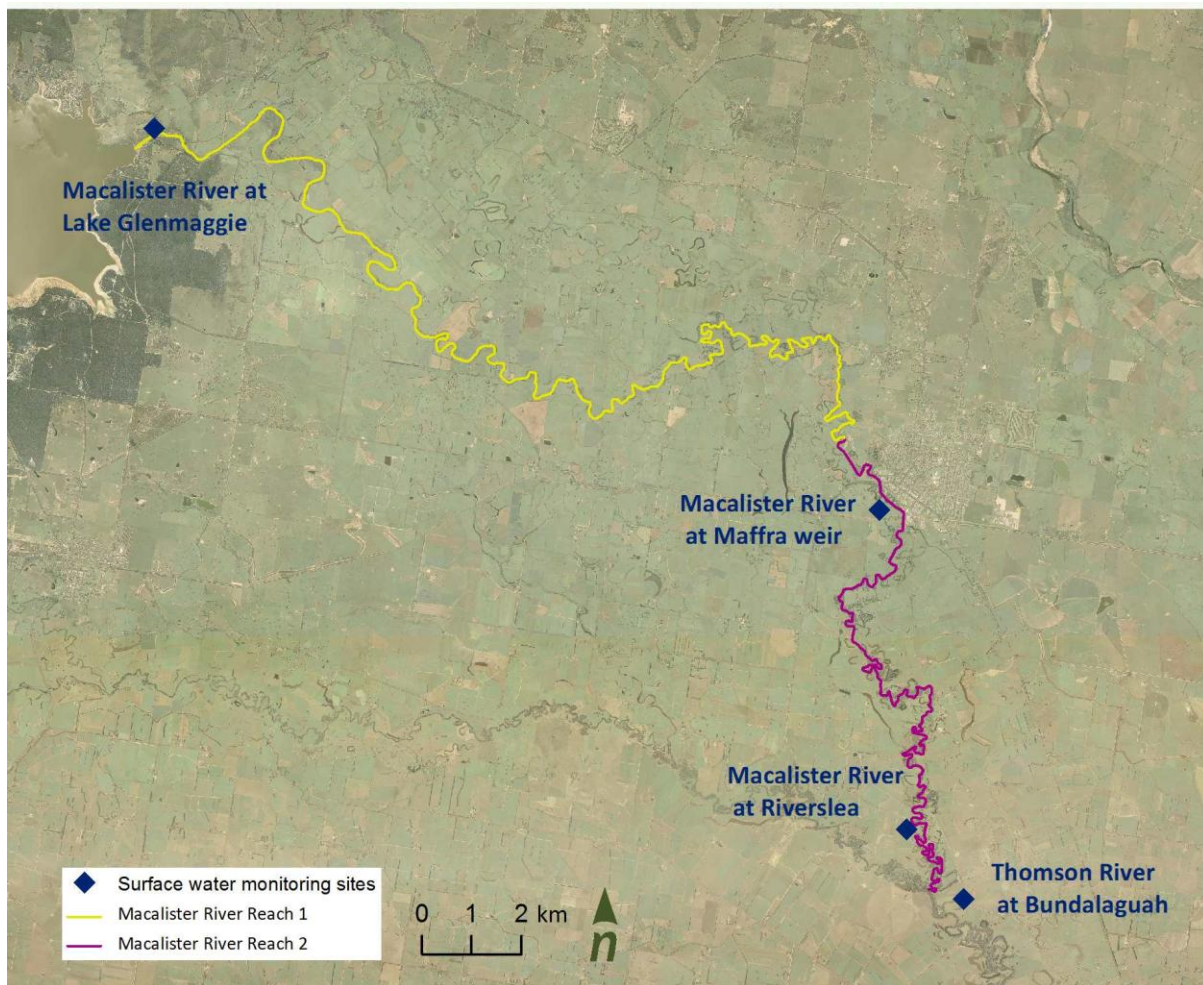 Macalister River at
Lake Glenmaggie
Macalister River
at Maffra weir
Macalister River
at Riverslea
Thomson River
at Bundalaguah
Surface water monitoring sites
Macalister River Reach 1
Macalister River Reach 2
0 1 2 km
n